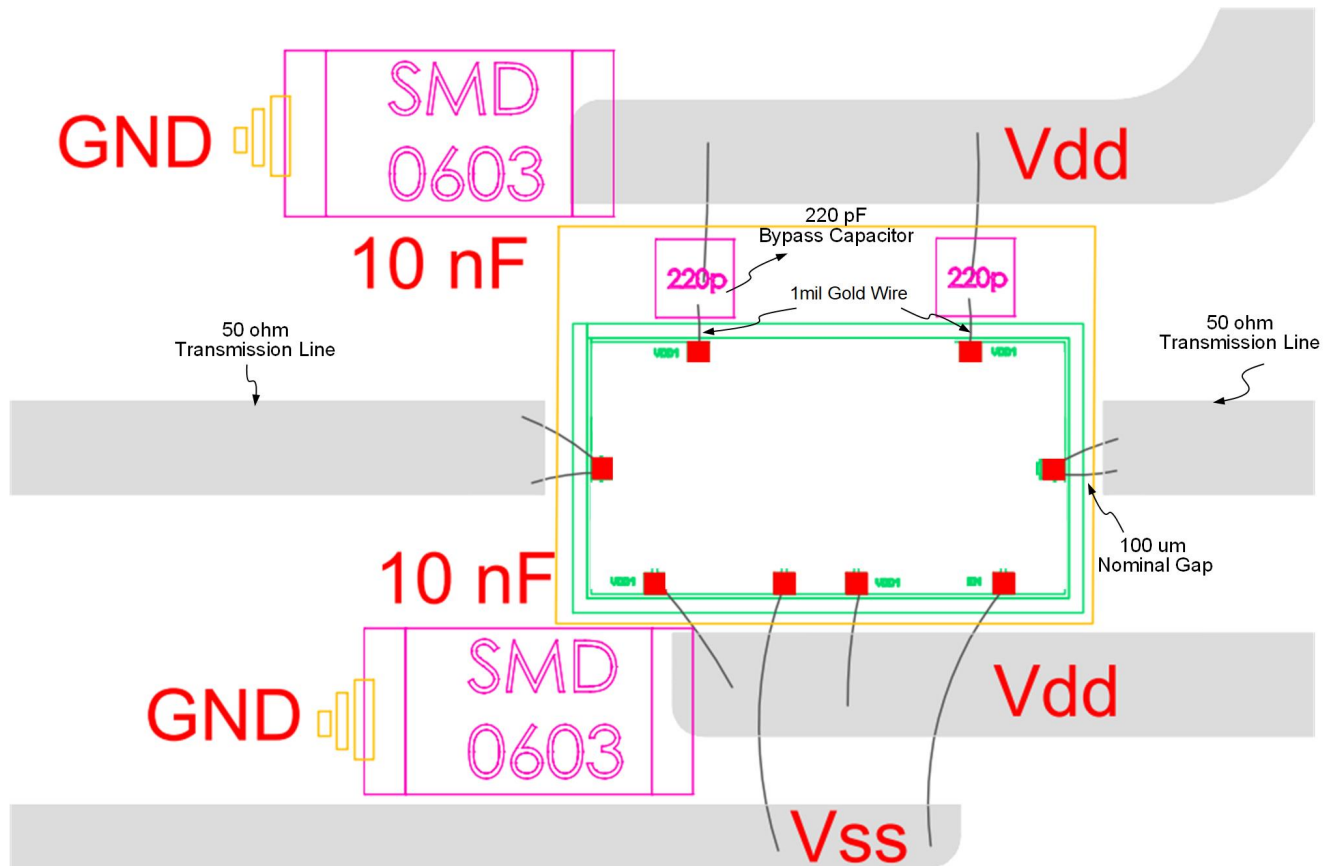 SMD
0603
GND
Vdd
10 nF
220 pF
Bypass Capacitor
220p
220p
1mil Gold Wire
50 ohm
Transmission Line
50 ohm
Transmission Line
VDD1
VDD1
100 um
Nominal Gap
10 nF
VDD1
VDD1
EN
SMD
0603
GND
Vdd
Vss